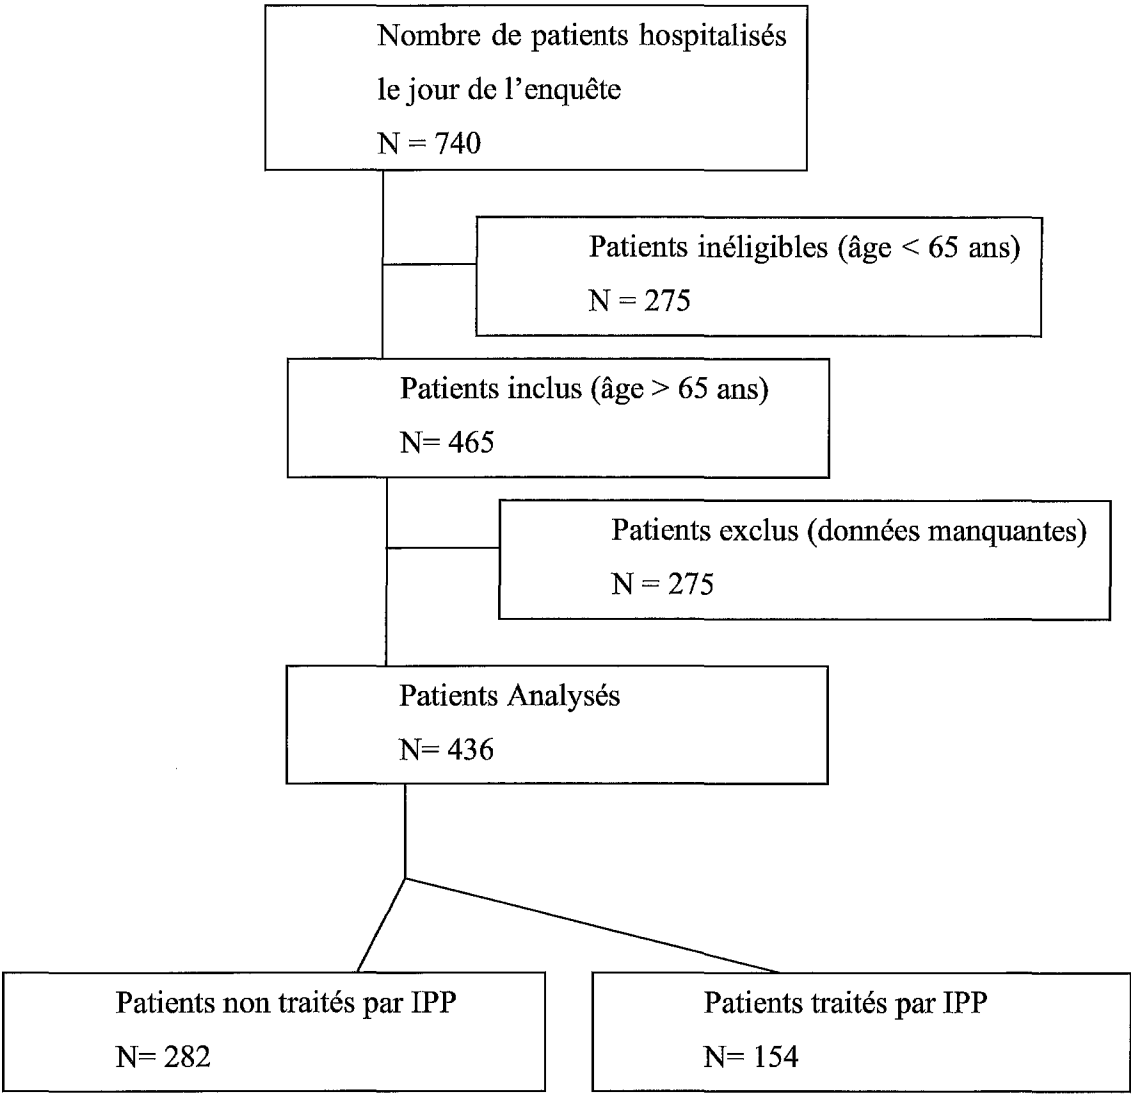 Nombre de patients hospitalisés
le jour de l’enquête
N = 740
Patients inéligibles (âge < 65 ans)
N = 275
Patients inclus (âge > 65 ans)
N= 465
Patients exclus (données manquantes)
N = 275
Patients Analysés
N= 436
Patients non traités par IPP
N= 282
Patients traités par IPP
N= 154